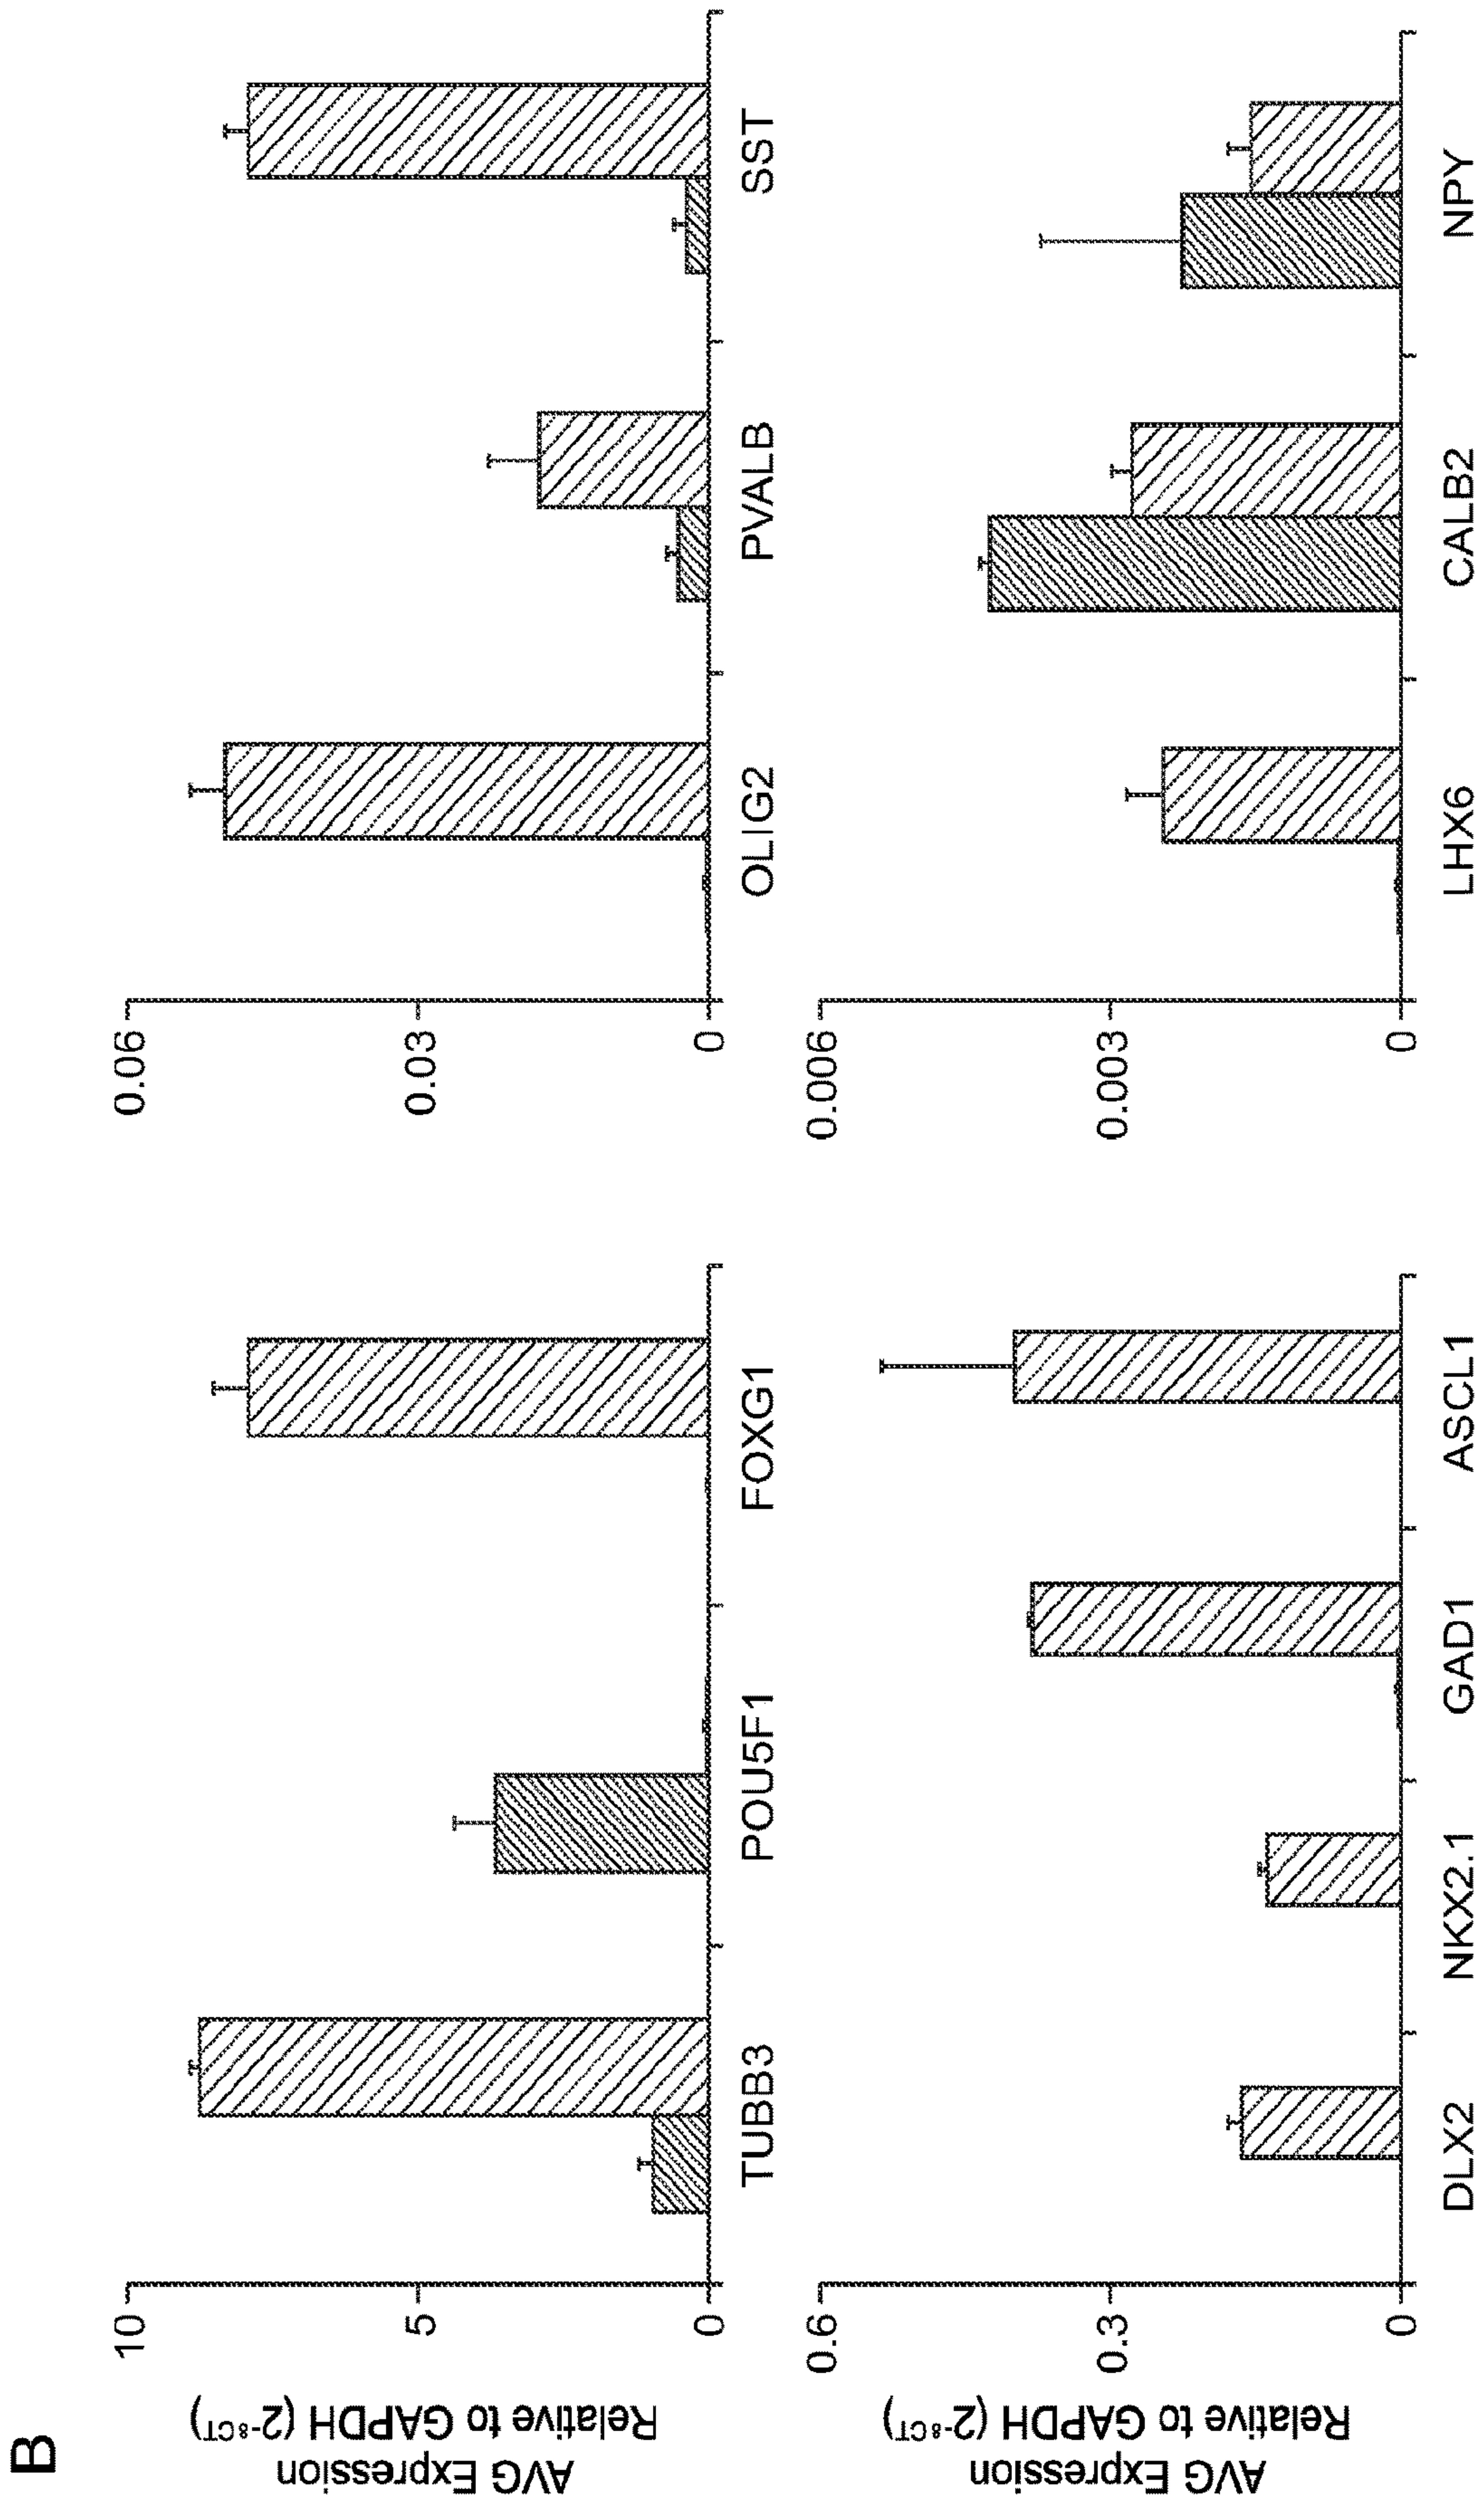 B
AVG Expression
Relative to GAPDH (2⁻⁸ᶜᵀ)
10
5
0
TUBB3
POU5F1
FOXG1
0.06
0.03
0
OLIG2
PVALB
SST
AVG Expression
Relative to GAPDH (2⁻⁸ᶜᵀ)
0.6
0.3
0
DLX2
NKX2.1
GAD1
ASCL1
0.006
0.003
0
LHX6
CALB2
NPY